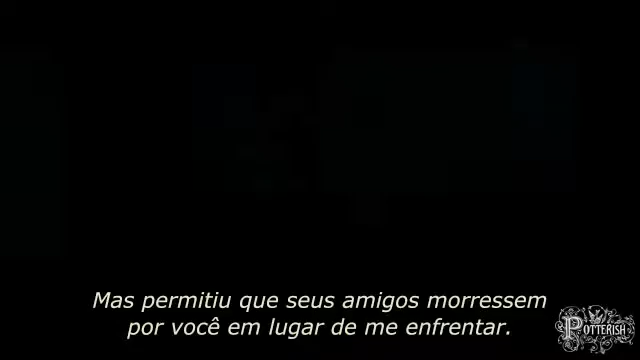 Mas permitiu que seus amigos morressem
por você em lugar de me enfrentar.
POTTERISH